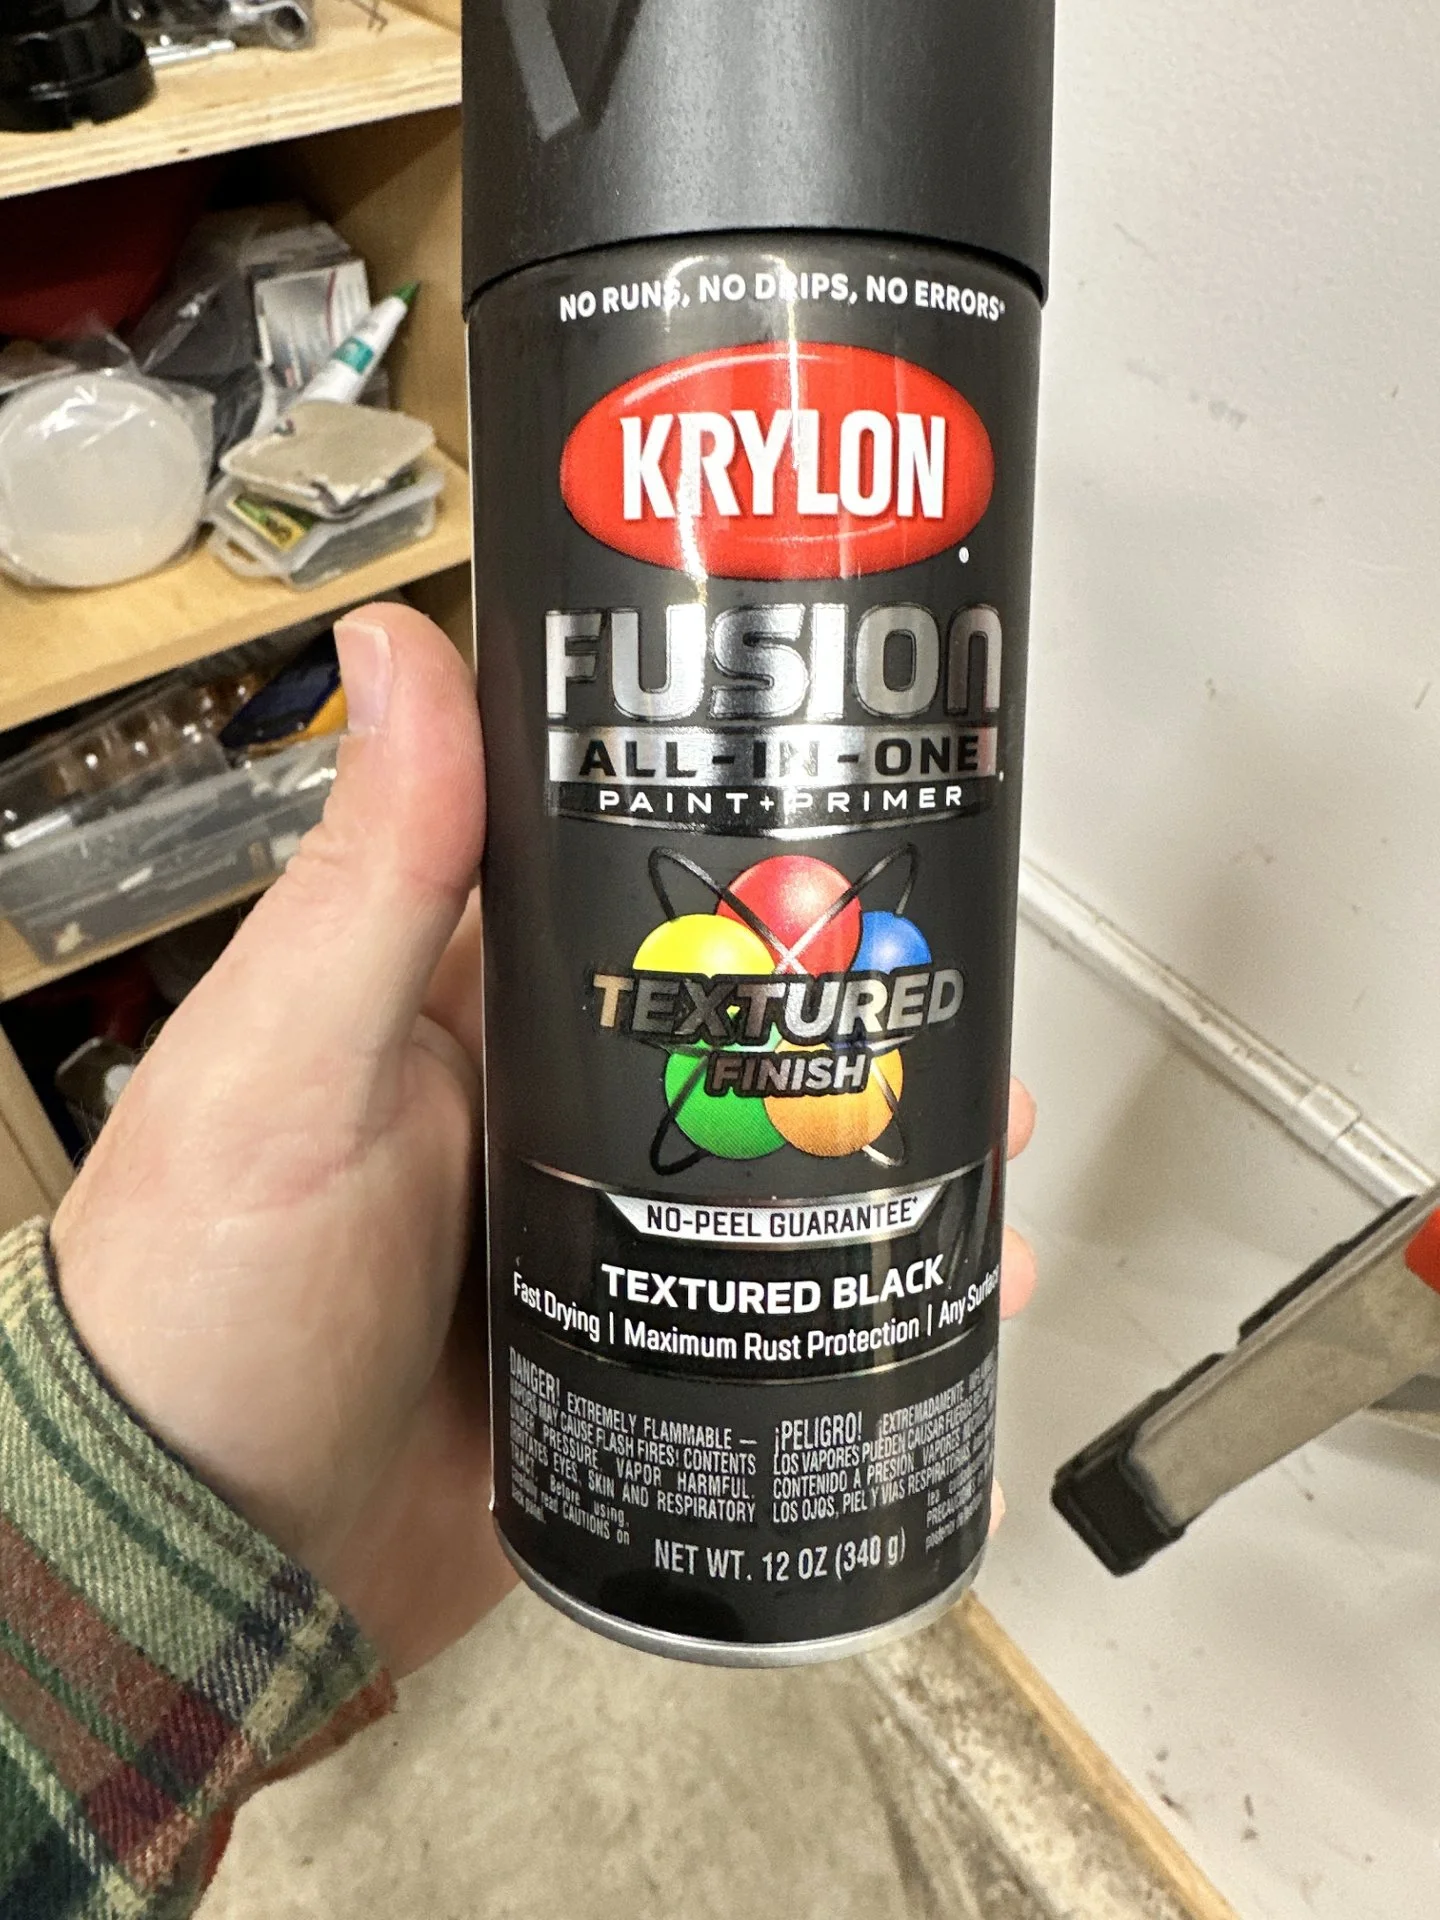 NO RUNS, NO DRIPS, NO ERRORS*
KRYLON
®
FUSION
ALL-IN-ONE
PAINT+PRIMER
TEXTURED
FINISH
NO-PEEL GUARANTEE
TEXTURED BLACK
Fast Drying | Maximum Rust Protection | Any
DANGER! EXTREMELY FLAMMABLE —
VAPORS MAY CAUSE FLASH FIRES! CONTENTS
UNDER PRESSURE. VAPOR HARMFUL.
IRRITATES EYES, SKIN AND RESPIRATORY
TRACT. Before using,
read CAUTIONS on
¡PELIGRO! ¡EXTREMADAMENTE
LOS VAPORES PUEDEN CAUSAR FUEGOS
CONTENIDO A PRESIÓN. VAPORES
LOS OJOS, PIEL Y VÍAS RESPIRATORIAS.
NET WT. 12 OZ (340 g)